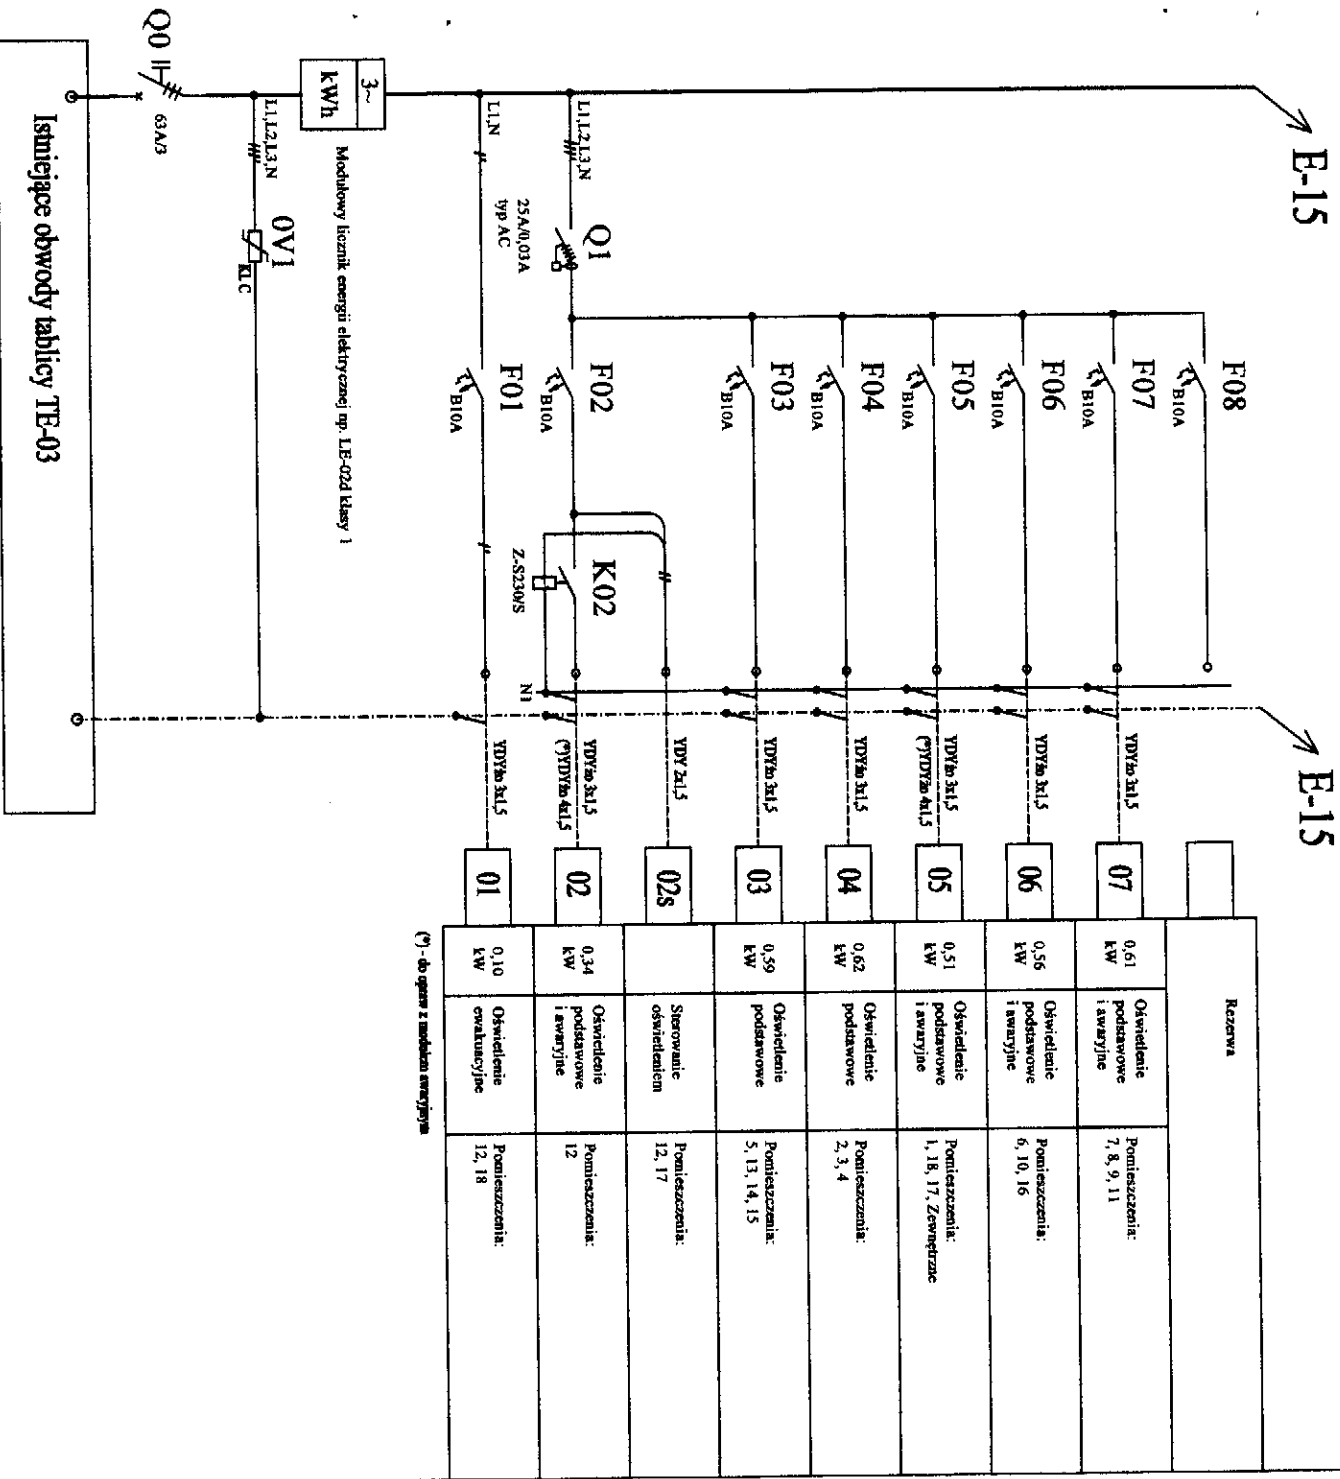 E-15
E-15
Q0
63A/3
L1,L2,L3,N
0V1
KL C
3~
kWh
Modułowy licznik energii elektrycznej np. LE-02d klasy 1
L1,N
L1,L2,L3,N
Q1
25A/0,03A
typ AC
F01
B10A
F02
B10A
F03
B10A
F04
B10A
F05
B10A
F06
B10A
F07
B10A
F08
B10A
K02
Z-S230/S
N1
Istniejące obwody tablicy TE-03
YDYżo 3x1,5
YDYżo 3x1,5
(*)YDYżo 4x1,5
YDY 2x1,5
YDYżo 3x1,5
YDYżo 3x1,5
YDYżo 3x1,5
(*)YDYżo 4x1,5
YDYżo 3x1,5
YDYżo 3x1,5
01
0,10
kW
Oświetlenie
ewakuacyjne
Pomieszczenia:
12, 18
02
0,34
kW
Oświetlenie
podstawowe
i awaryjne
Pomieszczenia:
12
02s
Sterowanie
oświetleniem
Pomieszczenia:
12, 17
03
0,59
kW
Oświetlenie
podstawowe
Pomieszczenia:
5, 13, 14, 15
04
0,62
kW
Oświetlenie
podstawowe
Pomieszczenia:
2, 3, 4
05
0,51
kW
Oświetlenie
podstawowe
i awaryjne
Pomieszczenia:
1, 18, 17, Zewnętrzne
06
0,56
kW
Oświetlenie
podstawowe
i awaryjne
Pomieszczenia:
6, 10, 16
07
0,61
kW
Oświetlenie
podstawowe
i awaryjne
Pomieszczenia:
7, 8, 9, 11
Rezerwa
(*) - do opraw z modułem awaryjnym